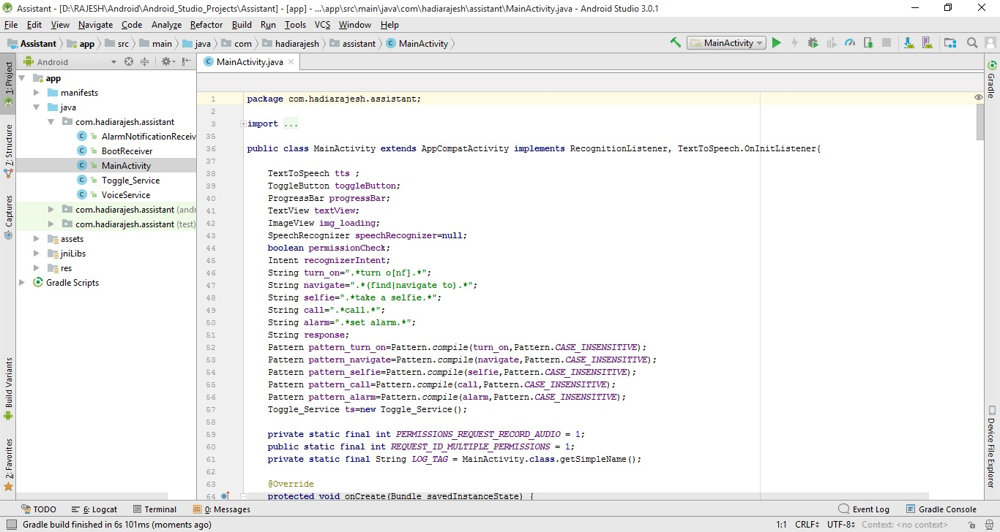 Assistant - [D:\RAJESH\Android\Android_Studio_Projects\Assistant] - [app] - ...\app\src\main\java\com\hadiarajesh\assistant\MainActivity.java - Android Studio 3.0.1
File Edit View Navigate Code Analyze Refactor Build Run Tools VCS Window Help
Assistant app src main java com hadiarajesh assistant MainActivity
MainActivity
1: Project
7: Structure
Captures
Build Variants
2: Favorites
Android
app
manifests
java
com.hadiarajesh.assistant
AlarmNotificationReceiv
BootReceiver
MainActivity
Toggle_Service
VoiceService
com.hadiarajesh.assistant (andr
com.hadiarajesh.assistant (test)
assets
jniLibs
res
Gradle Scripts
MainActivity.java
1 package com.hadiarajesh.assistant;
2
3 import ...
35
36 public class MainActivity extends AppCompatActivity implements RecognitionListener, TextToSpeech.OnInitListener{
37
38 TextToSpeech tts ;
39 ToggleButton toggleButton;
40 ProgressBar progressBar;
41 TextView textView;
42 ImageView img_loading;
43 SpeechRecognizer speechRecognizer=null;
44 boolean permissionCheck;
45 Intent recognizerIntent;
46 String turn_on=".*turn o[nf].*";
47 String navigate=".*(find|navigate to).*";
48 String selfie=".*take a selfie.*";
49 String call=".*call.*";
50 String alarm=".*set alarm.*";
51 String response;
52 Pattern pattern_turn_on=Pattern.compile(turn_on,Pattern.CASE_INSENSITIVE);
53 Pattern pattern_navigate=Pattern.compile(navigate,Pattern.CASE_INSENSITIVE);
54 Pattern pattern_selfie=Pattern.compile(selfie,Pattern.CASE_INSENSITIVE);
55 Pattern pattern_call=Pattern.compile(call,Pattern.CASE_INSENSITIVE);
56 Pattern pattern_alarm=Pattern.compile(alarm,Pattern.CASE_INSENSITIVE);
57 Toggle_Service ts=new Toggle_Service();
58
59 private static final int PERMISSIONS_REQUEST_RECORD_AUDIO = 1;
60 public static final int REQUEST_ID_MULTIPLE_PERMISSIONS = 1;
61 private static final String LOG_TAG = MainActivity.class.getSimpleName();
62
63 @Override
64 protected void onCreate(Bundle savedInstanceState) {
Gradle
Device File Explorer
TODO 6: Logcat Terminal 0: Messages Event Log Gradle Console
Gradle build finished in 6s 101ms (moments ago) 1:1 CRLF UTF-8 Context: <no context>